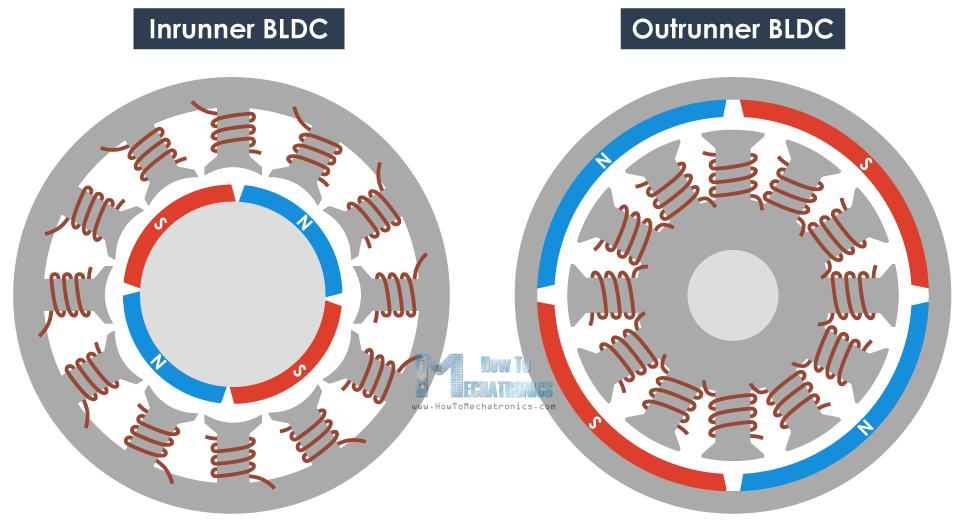 Inrunner BLDC
Outrunner BLDC
S
N
N
S
N
S
S
N
How To
Mechatronics
www.HowToMechatronics.com